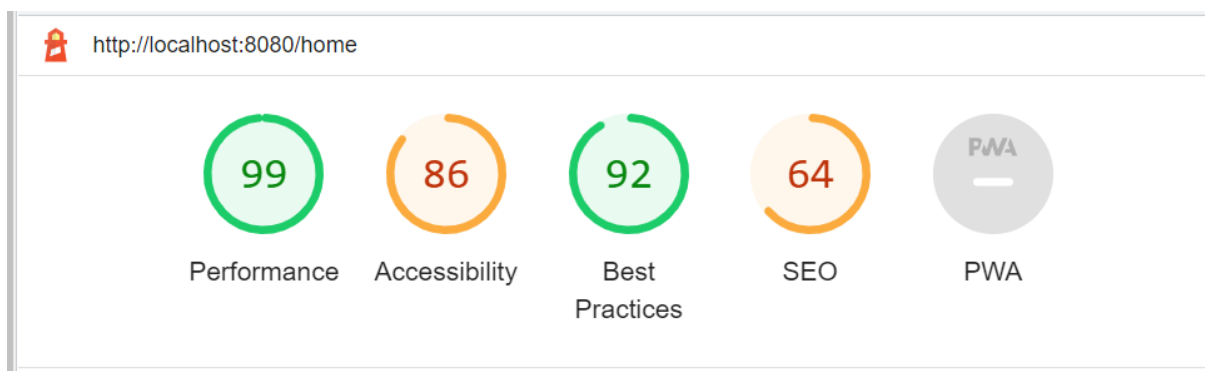 http://localhost:8080/home
99
86
92
64
PWA
Performance
Accessibility
Best
Practices
SEO
PWA